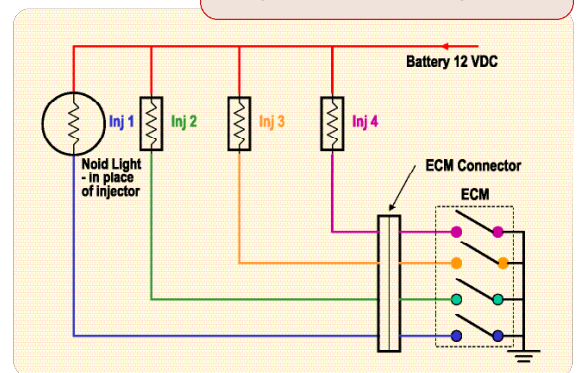 Battery 12 VDC
Inj 1
Inj 2
Inj 3
Inj 4
Noid Light
- in place
of injector
ECM Connector
ECM